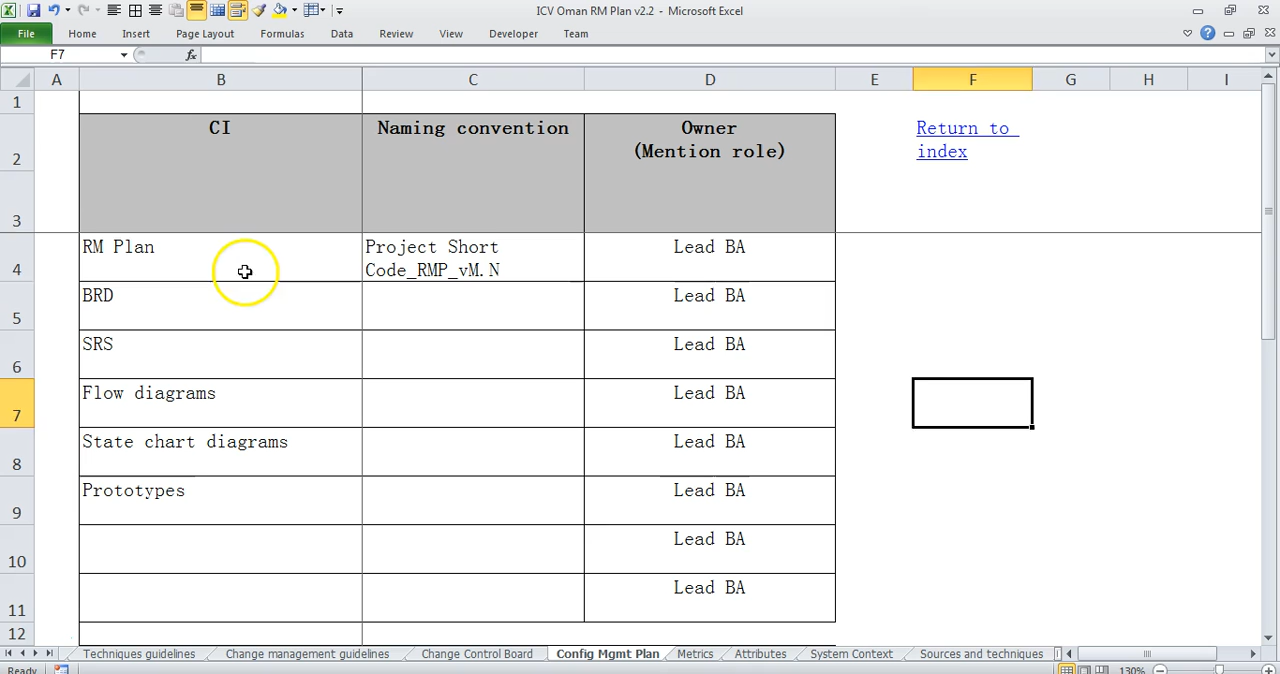 ICV Oman RM Plan v2.2 - Microsoft Excel
File Home Insert Page Layout Formulas Data Review View Developer Team
F7 fx
A B C D E F G H I
1
2 CI Naming convention Owner
(Mention role) Return to
index
3
4 RM Plan Project Short
Code_RMP_vM.N Lead BA
5 BRD Lead BA
6 SRS Lead BA
7 Flow diagrams Lead BA
8 State chart diagrams Lead BA
9 Prototypes Lead BA
10 Lead BA
11 Lead BA
12
Techniques guidelines Change management guidelines Change Control Board Config Mgmt Plan Metrics Attributes System Context Sources and techniques
Ready 130%